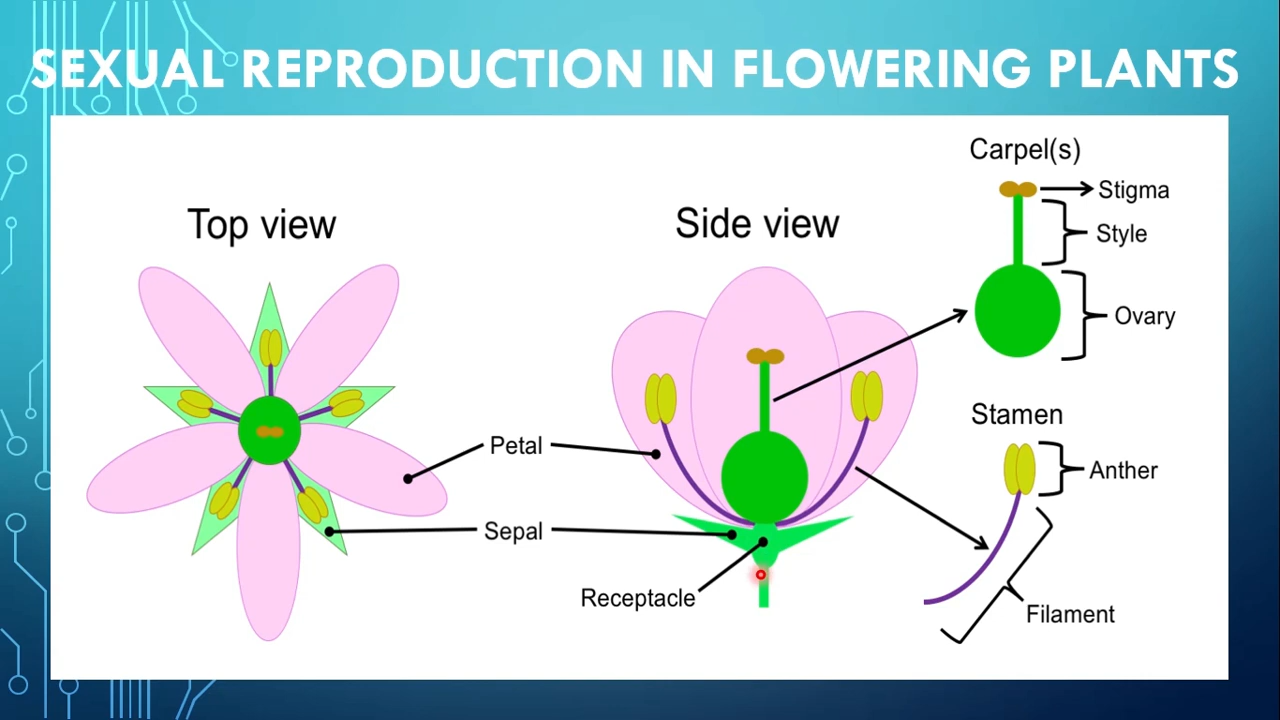 SEXUAL REPRODUCTION IN FLOWERING PLANTS
Top view
Side view
Carpel(s)
Stigma
Style
Ovary
Stamen
Anther
Filament
Petal
Sepal
Receptacle